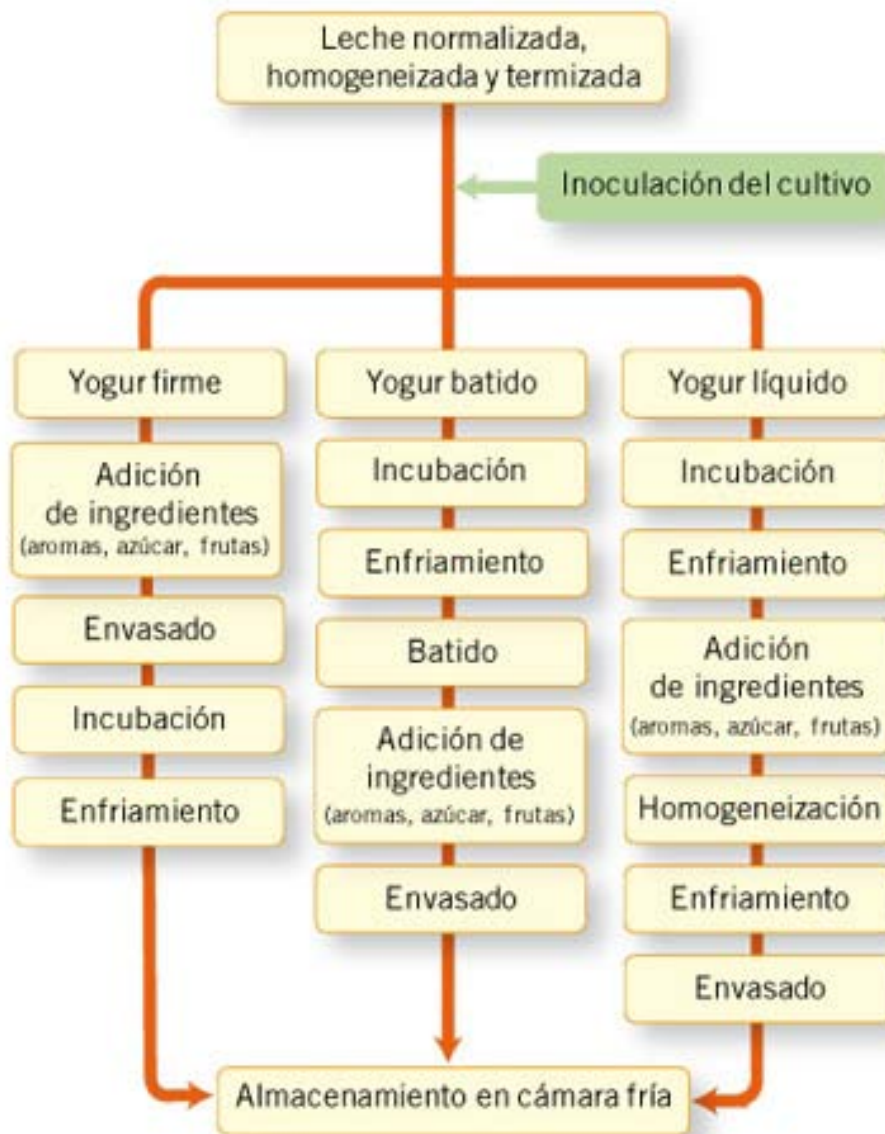 Leche normalizada,
homogeneizada y termizada
Inoculación del cultivo
Yogur firme
Adición
de ingredientes
(aromas, azúcar, frutas)
Envasado
Incubación
Enfriamiento
Yogur batido
Incubación
Enfriamiento
Batido
Adición de
ingredientes
(aromas, azúcar, frutas)
Envasado
Yogur líquido
Incubación
Enfriamiento
Adición
de ingredientes
(aromas, azúcar, frutas)
Homogeneización
Enfriamiento
Envasado
Almacenamiento en cámara fría